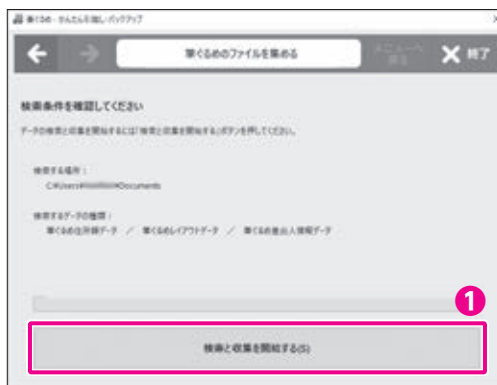 筆ぐるめ - かんたん引越し・バックアップ
筆ぐるめのファイルを集める
メニューへ
戻る
終了
検索条件を確認してください
データの検索と収集を開始するには「検索と収集を開始する」ボタンを押してください。
検索する場所：
C:¥Users¥ ¥Documents
検索するデータの種類：
筆ぐるめ住所録データ ／ 筆ぐるめレイアウトデータ ／ 筆ぐるめ差出人情報データ
1
検索と収集を開始する(S)